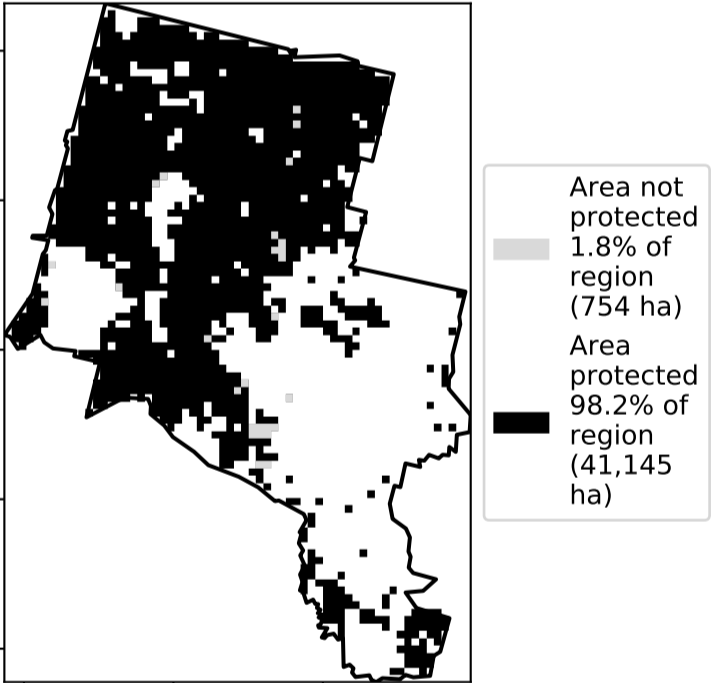 Area not
protected
1.8% of
region
(754 ha)
Area
protected
98.2% of
region
(41,145
ha)